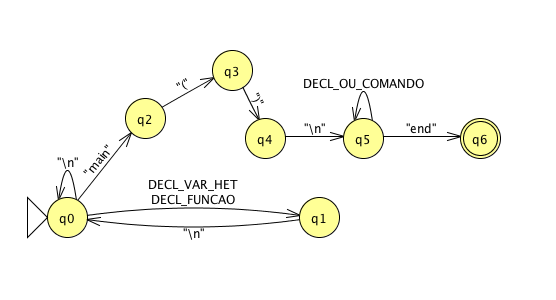 q3
"("
")"
DECL_OU_COMANDO
q2
q4
"\n"
q5
"end"
q6
"\n"
"main"
DECL_VAR_HET
DECL_FUNCAO
q0
q1
"\n"